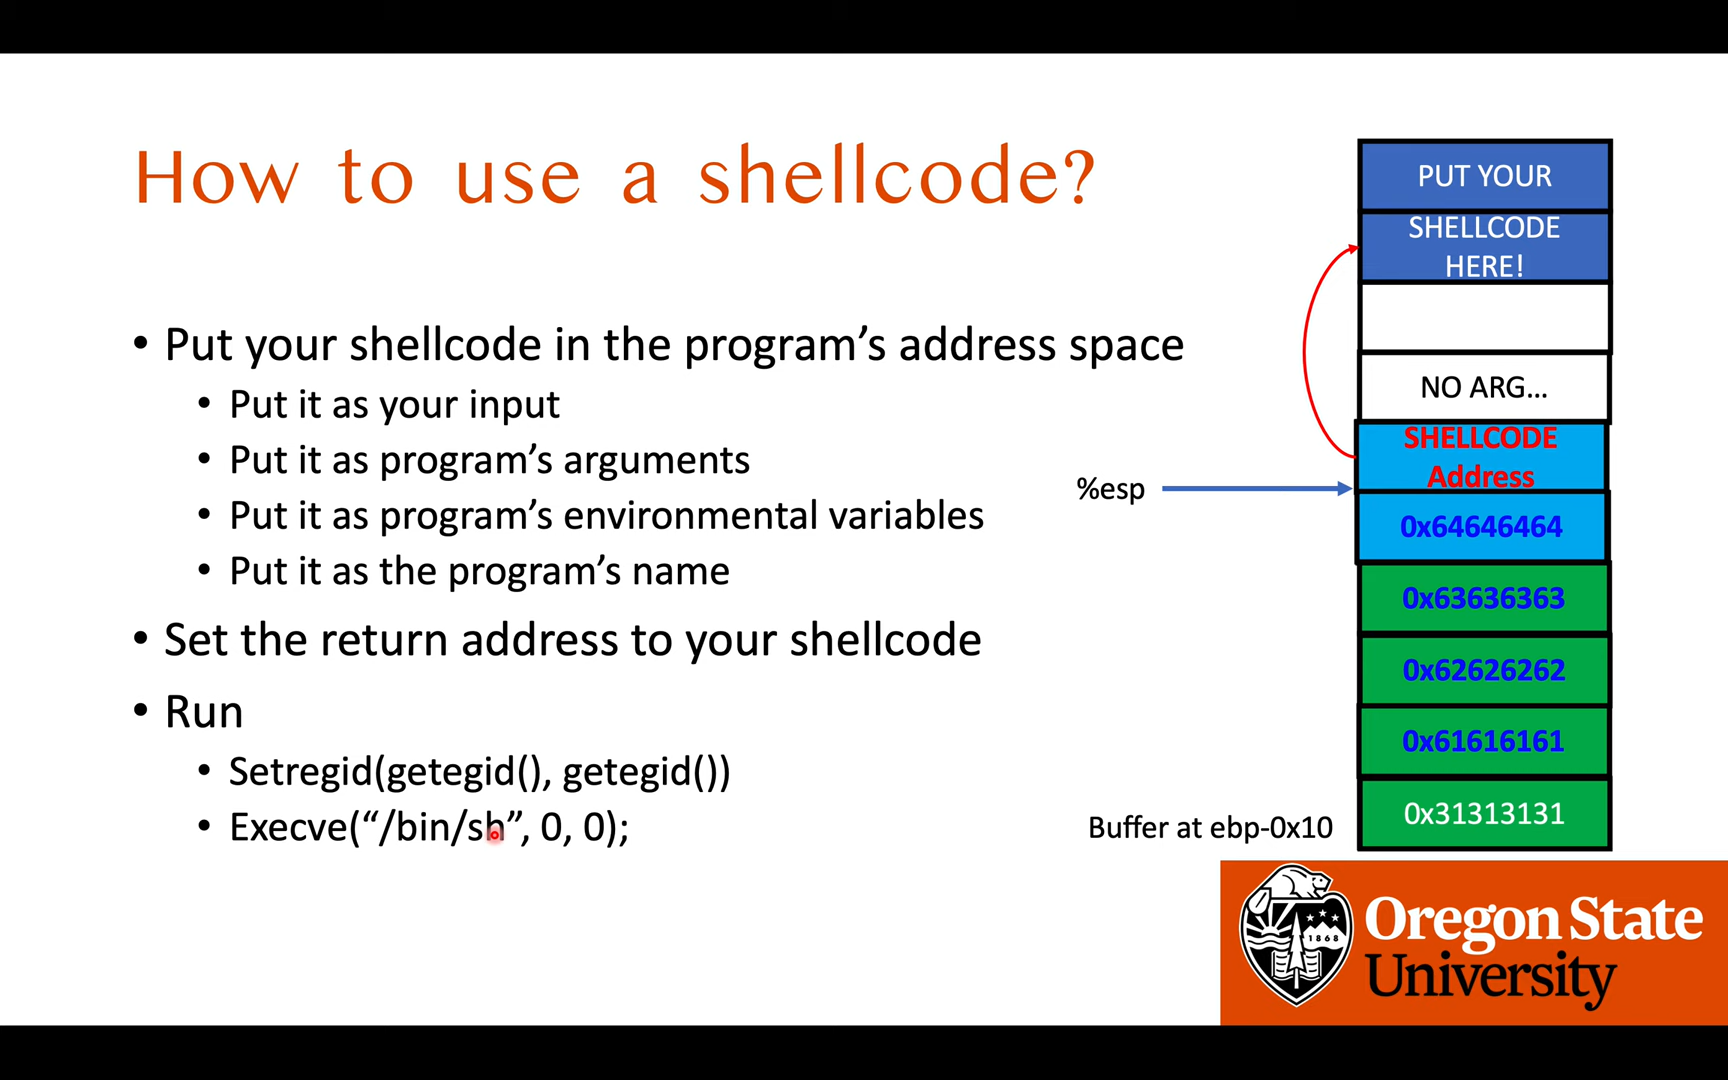 How to use a shellcode?
• Put your shellcode in the program’s address space
• Put it as your input
• Put it as program’s arguments
• Put it as program’s environmental variables
• Put it as the program’s name
• Set the return address to your shellcode
• Run
• Setregid(getegid(), getegid())
• Execve(“/bin/sh”, 0, 0);
PUT YOUR
SHELLCODE
HERE!
NO ARG...
SHELLCODE
Address
%esp
0x64646464
0x63636363
0x62626262
0x61616161
0x31313131
Buffer at ebp-0x10
1868
Oregon State
University